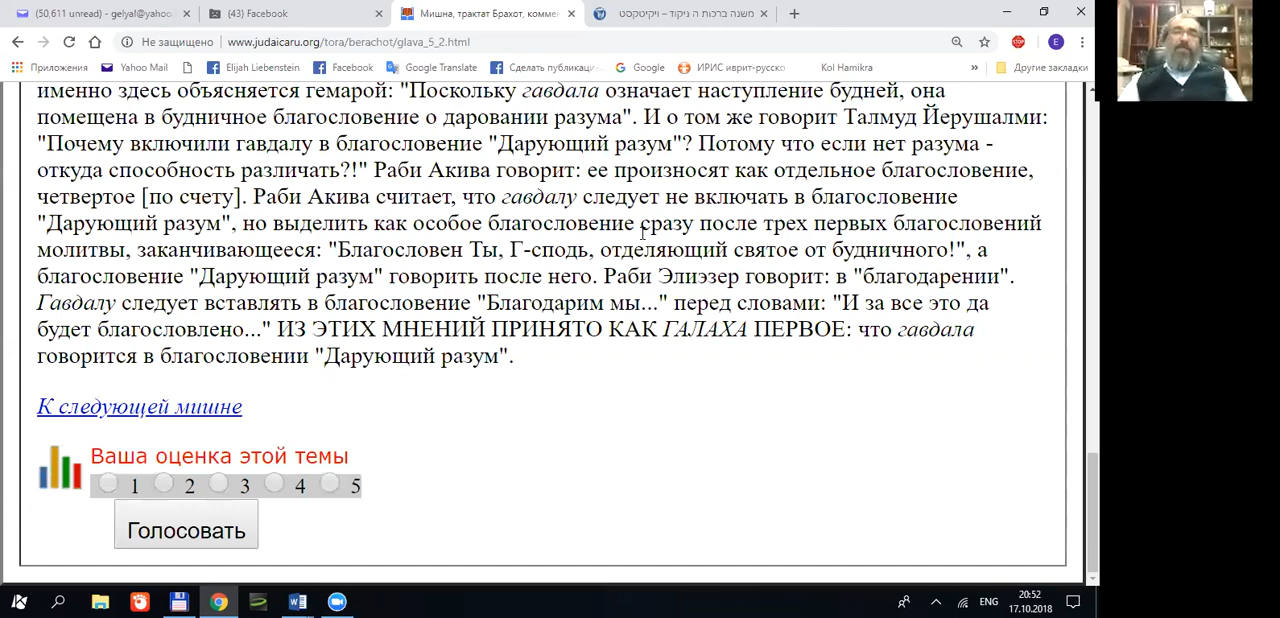 (50,611 unread) - gelyal@yahoo.
(43) Facebook
Мишна, трактат Брахот, комме
משנה ברכות ה ניקוד – ויקיטקסט
Не защищено
www.judaicaru.org/tora/berachot/glava_5_2.html
STOP
E
Приложения
Yahoo Mail
Elijah Liebenstein
Facebook
Google Translate
Сделать публикаци
Google
ИРИС иврит-русско
Kol Hamikra
»
Другие закладки
именно здесь объясняется гемарой: "Поскольку гавдала означает наступление будней, она
помещена в будничное благословение о даровании разума". И о том же говорит Талмуд Йерушалми:
"Почему включили гавдалу в благословение "Дарующий разум"? Потому что если нет разума -
откуда способность различать?!" Раби Акива говорит: ее произносят как отдельное благословение,
четвертое [по счету]. Раби Акива считает, что гавдалу следует не включать в благословение
"Дарующий разум", но выделить как особое благословение сразу после трех первых благословений
молитвы, заканчивающееся: "Благословен Ты, Г-сподь, отделяющий святое от будничного!", а
благословение "Дарующий разум" говорить после него. Раби Элиэзер говорит: в "благодарении".
Гавдалу следует вставлять в благословение "Благодарим мы..." перед словами: "И за все это да
будет благословлено..." ИЗ ЭТИХ МНЕНИЙ ПРИНЯТО КАК ГАЛАХА ПЕРВОЕ: что гавдала
говорится в благословении "Дарующий разум".
К следующей мишне
Ваша оценка этой темы
1 2 3 4 5
Голосовать
ENG
20:52
17.10.2018